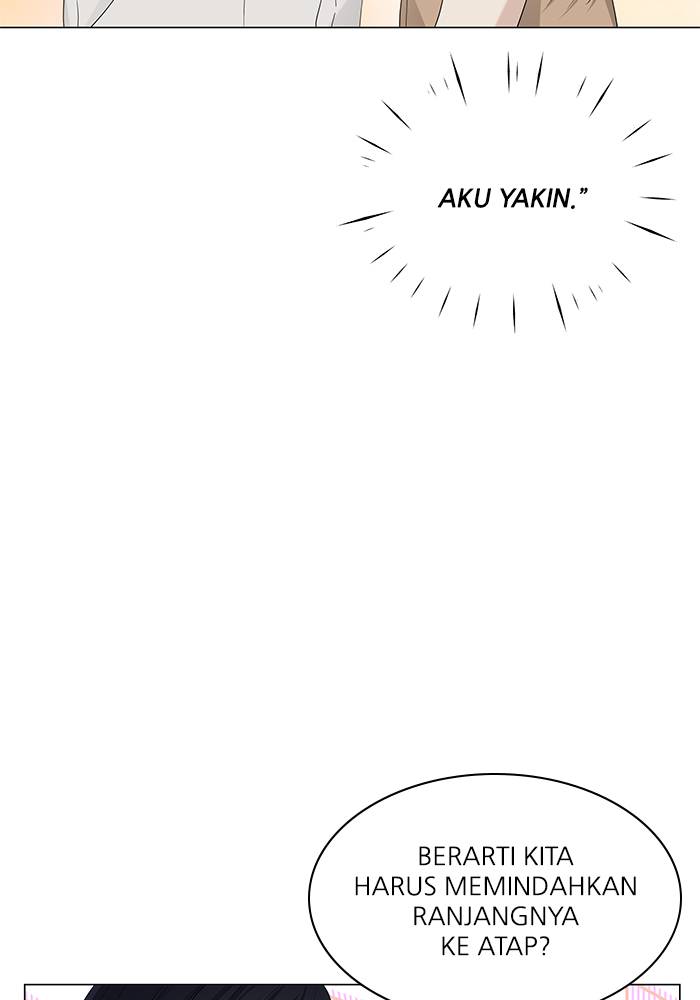 AKU YAKIN.”
BERARTI KITA
HARUS MEMINDAHKAN
RANJANGNYA
KE ATAP?